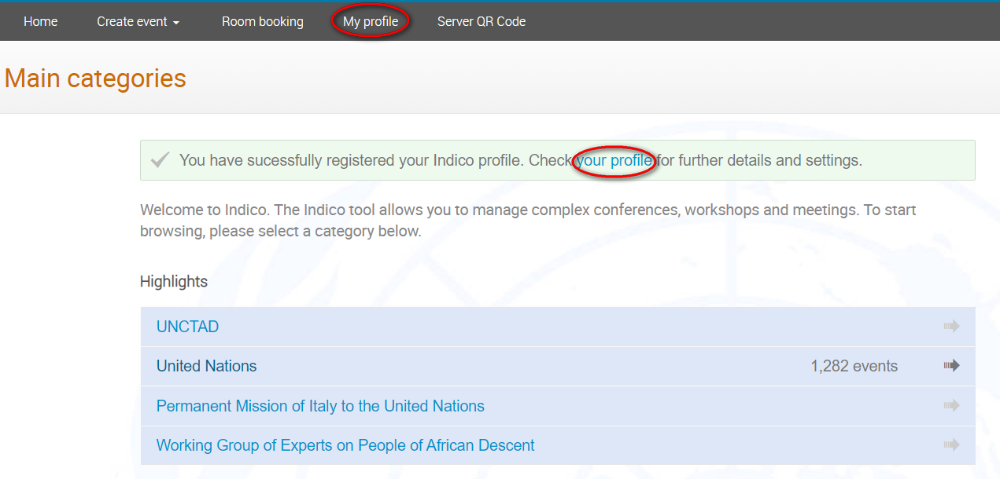 Home Create event My profile Room booking Server QR Code
Main categories
You have sucessfully registered your Indico profile. Check your profile for further details and settings.
Welcome to Indico. The Indico tool allows you to manage complex conferences, workshops and meetings. To start
browsing, please select a category below.
Highlights
UNCTAD
United Nations 1,282 events
Permanent Mission of Italy to the United Nations
Working Group of Experts on People of African Descent